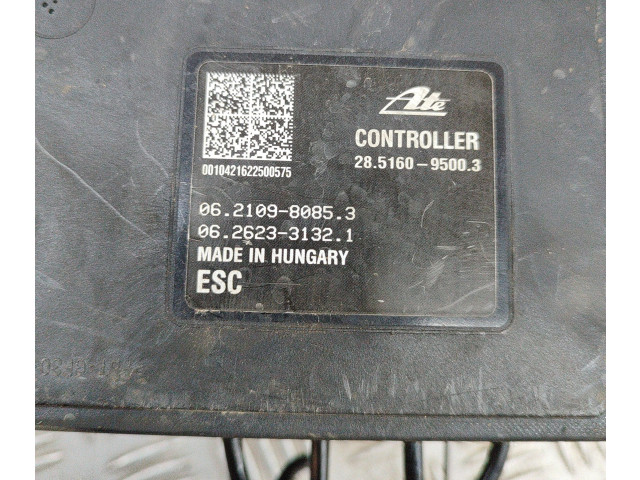 Ate
CONTROLLER
28.5160-9500.3
0010421622500575
06.2109-8085.3
06.2623-3132.1
MADE IN HUNGARY
ESC